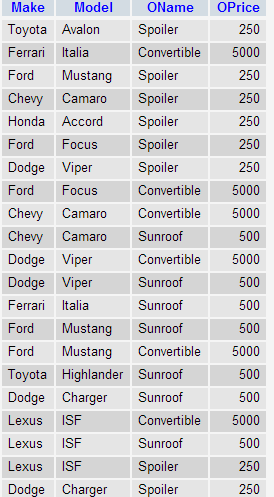 Make Model OName OPrice
Toyota Avalon Spoiler 250
Ferrari Italia Convertible 5000
Ford Mustang Spoiler 250
Chevy Camaro Spoiler 250
Honda Accord Spoiler 250
Ford Focus Spoiler 250
Dodge Viper Spoiler 250
Ford Focus Convertible 5000
Chevy Camaro Convertible 5000
Chevy Camaro Sunroof 500
Dodge Viper Convertible 5000
Dodge Viper Sunroof 500
Ferrari Italia Sunroof 500
Ford Mustang Sunroof 500
Ford Mustang Convertible 5000
Toyota Highlander Sunroof 500
Dodge Charger Sunroof 500
Lexus ISF Convertible 5000
Lexus ISF Sunroof 500
Lexus ISF Spoiler 250
Dodge Charger Spoiler 250